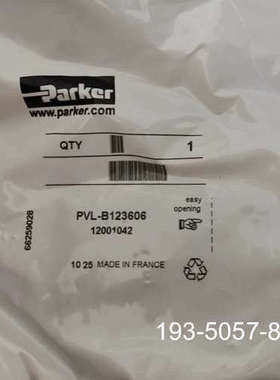 Parker
www.parker.com
QTY 1
easy
opening
PVL-B123606
12001042
66259028
10 25 MADE IN FRANCE
193-5057-8